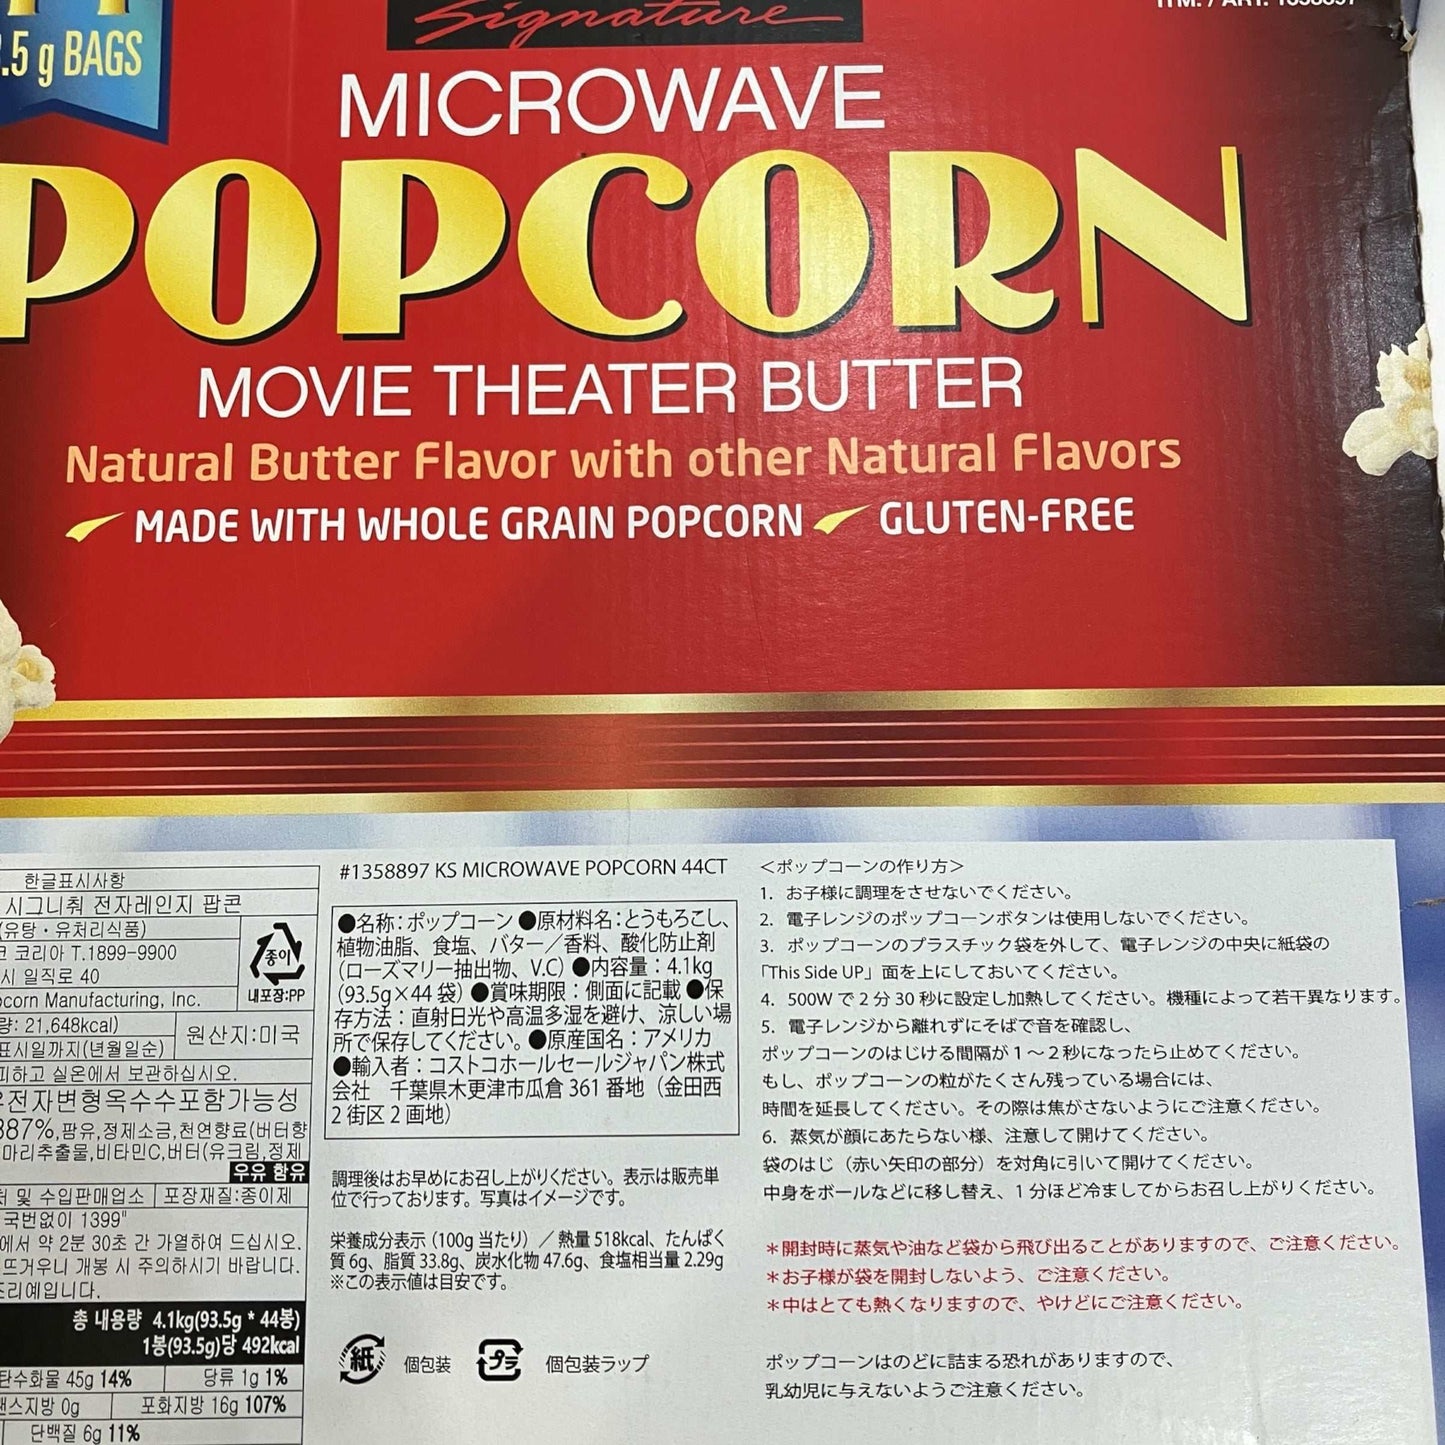 .5 g BAGS
Signature
MICROWAVE
POPCORN
MOVIE THEATER BUTTER
Natural Butter Flavor with other Natural Flavors
MADE WITH WHOLE GRAIN POPCORN GLUTEN-FREE
한글표시사항
시그니춰 전자레인지 팝콘
(유탕·유처리식품)
코리아 T.1899-9900
시 일직로 40
corn Manufacturing, Inc.
종이
내포장:PP
량: 21,648kcal)
표시일까지(년월일순)
원산지:미국
피하고 실온에서 보관하십시오.
전자변형옥수수포함가능성
887%,팜유,정제소금,천연향료(버터향
마리추출물,비타민C,버터(유크림,정제
우유 함유
및 수입판매업소 포장재질:종이제
국번없이 1399"
에서 약 2분 30초 간 가열하여 드십시오.
뜨거우니 개봉 시 주의하시기 바랍니다.
조리예입니다.
총 내용량 4.1kg(93.5g * 44봉)
1봉(93.5g)당 492kcal
탄수화물 45g 14% 당류 1g 1%
스지방 0g 포화지방 16g 107%
단백질 6g 11%
#1358897 KS MICROWAVE POPCORN 44CT
●名称:ポップコーン ●原材料名:とうもろこし、
植物油脂、食塩、バター／香料、酸化防止剤
(ローズマリー抽出物、V.C) ●内容量：4.1kg
(93.5g×44 袋) ●賞味期限：側面に記載 ●保
存方法：直射日光や高温多湿を避け、涼しい場
所で保存してください。●原産国名：アメリカ
●輸入者：コストコホールセールジャパン株式
会社 千葉県木更津市瓜倉 361 番地（金田西
2 街区 2 画地）
調理後はお早めにお召し上がりください。表示は販売単
位で行っております。写真はイメージです。
栄養成分表示 (100g 当たり) ／ 熱量 518kcal、たんぱく
質 6g、脂質 33.8g、炭水化物 47.6g、食塩相当量 2.29g
※この表示値は目安です。
紙 個包装 プラ 個包装ラップ
＜ポップコーンの作り方＞
1．お子様に調理をさせないでください。
2．電子レンジのポップコーンボタンは使用しないでください。
3．ポップコーンのプラスチック袋を外して、電子レンジの中央に紙袋の
「This Side UP」面を上にしておいてください。
4．500W で 2 分 30 秒に設定し加熱してください。機種によって若干異なります。
5．電子レンジから離れずにそばで音を確認し、
ポップコーンのはじける間隔が 1 ～ 2 秒になったら止めてください。
もし、ポップコーンの粒がたくさん残っている場合には、
時間を延長してください。その際は焦がさないようにご注意ください。
6．蒸気が顔にあたらない様、注意して開けてください。
袋のはじ（赤い矢印の部分）を対角に引いて開けてください。
中身をボールなどに移し替え、1 分ほど冷ましてからお召し上がりください。
＊開封時に蒸気や油など袋から飛び出ることがありますので、ご注意ください。
＊お子様が袋を開封しないよう、ご注意ください。
＊中はとても熱くなりますので、やけどにご注意ください。
ポップコーンはのどに詰まる恐れがありますので、
乳幼児に与えないようご注意ください。